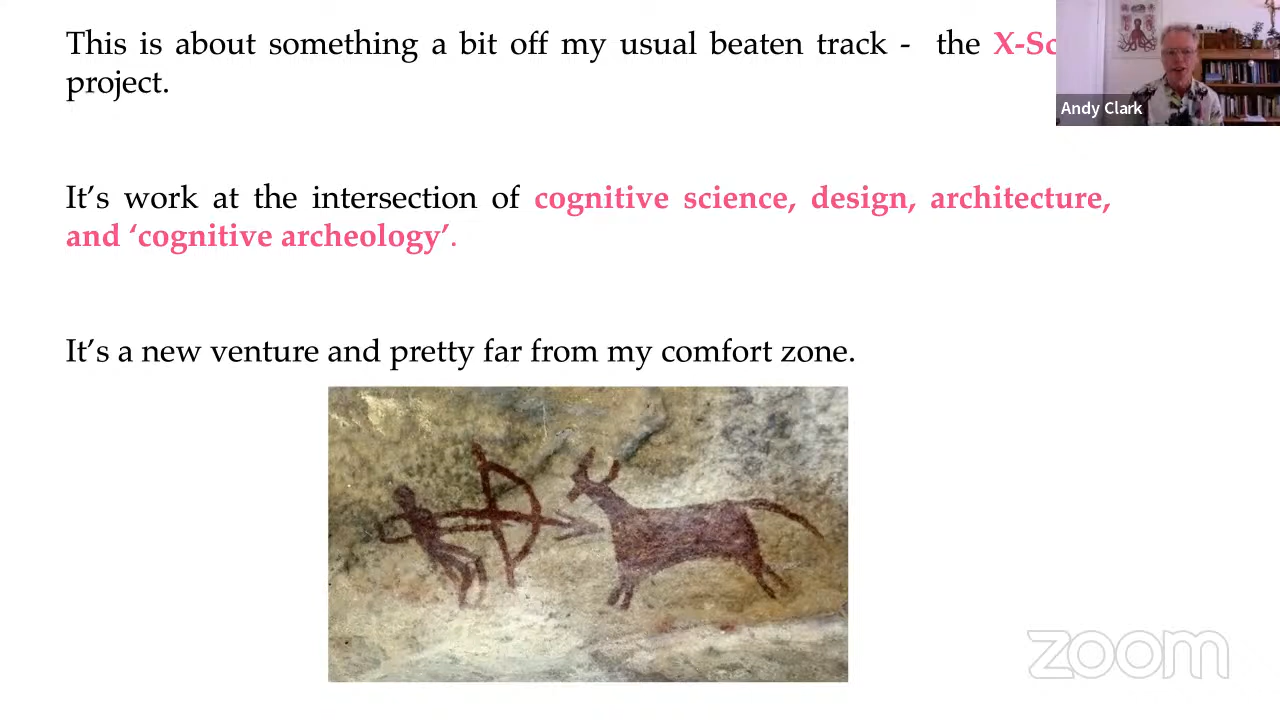 This is about something a bit off my usual beaten track - the
project.
Andy Clark
It’s work at the intersection of cognitive science, design, architecture,
and ‘cognitive archeology’.
It’s a new venture and pretty far from my comfort zone.
zoom